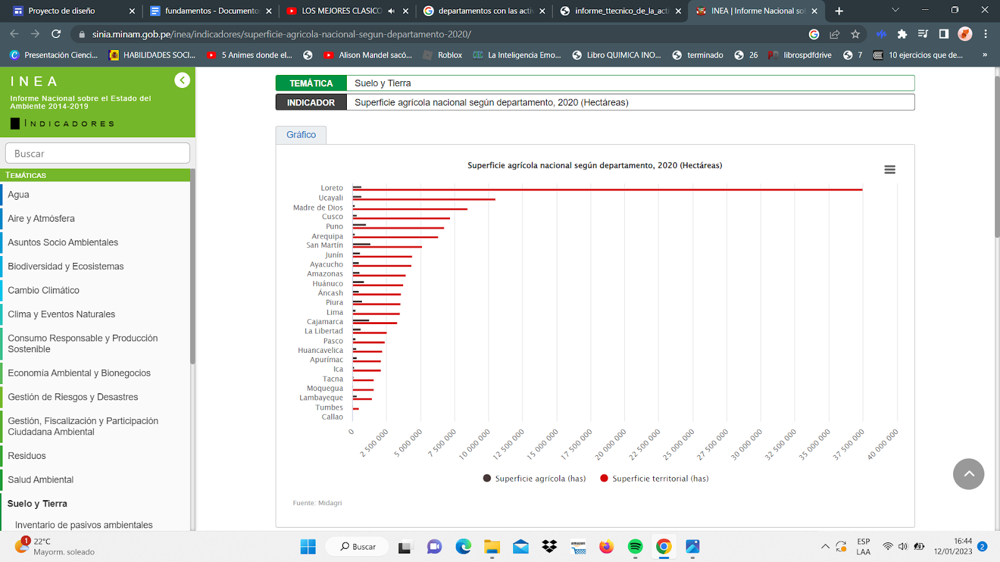 Proyecto de diseño
fundamentos - Documento
LOS MEJORES CLASICO
departamentos con las activ
informe_ttecnico_de_la_acti
INEA | Informe Nacional so
sinia.minam.gob.pe/inea/indicadores/superficie-agricola-nacional-segun-departamento-2020/
Presentación Cienci...
HABILIDADES SOCI...
5 Animes donde el...
Alison Mandel sacó...
Roblox
La Inteligencia Emo...
Libro QUIMICA INO...
terminado
26
librospdfdrive
7
10 ejercicios que de...
»
INEA
Informe Nacional sobre el Estado del
Ambiente 2014-2019
INDICADORES
Buscar
TEMÁTICAS
Agua
Aire y Atmósfera
Asuntos Socio Ambientales
Biodiversidad y Ecosistemas
Cambio Climático
Clima y Eventos Naturales
Consumo Responsable y Producción
Sostenible
Economía Ambiental y Bionegocios
Gestión de Riesgos y Desastres
Gestión, Fiscalización y Participación
Ciudadana Ambiental
Residuos
Salud Ambiental
Suelo y Tierra
Inventario de pasivos ambientales
TEMÁTICA Suelo y Tierra
INDICADOR Superficie agrícola nacional según departamento, 2020 (Hectáreas)
Gráfico
Superficie agrícola nacional según departamento, 2020 (Hectáreas)
Loreto
Ucayali
Madre de Dios
Cusco
Puno
Arequipa
San Martín
Junín
Ayacucho
Amazonas
Huánuco
Áncash
Piura
Lima
Cajamarca
La Libertad
Pasco
Huancavelica
Apurímac
Ica
Tacna
Moquegua
Lambayeque
Tumbes
Callao
0
2 500 000
5 000 000
7 500 000
10 000 000
12 500 000
15 000 000
17 500 000
20 000 000
22 500 000
25 000 000
27 500 000
30 000 000
32 500 000
35 000 000
37 500 000
40 000 000
Superficie agrícola (has)
Superficie territorial (has)
Fuente: Midagri
1
22°C
Mayorm. soleado
Buscar
amazon
ESP
LAA
16:44
12/01/2023
2